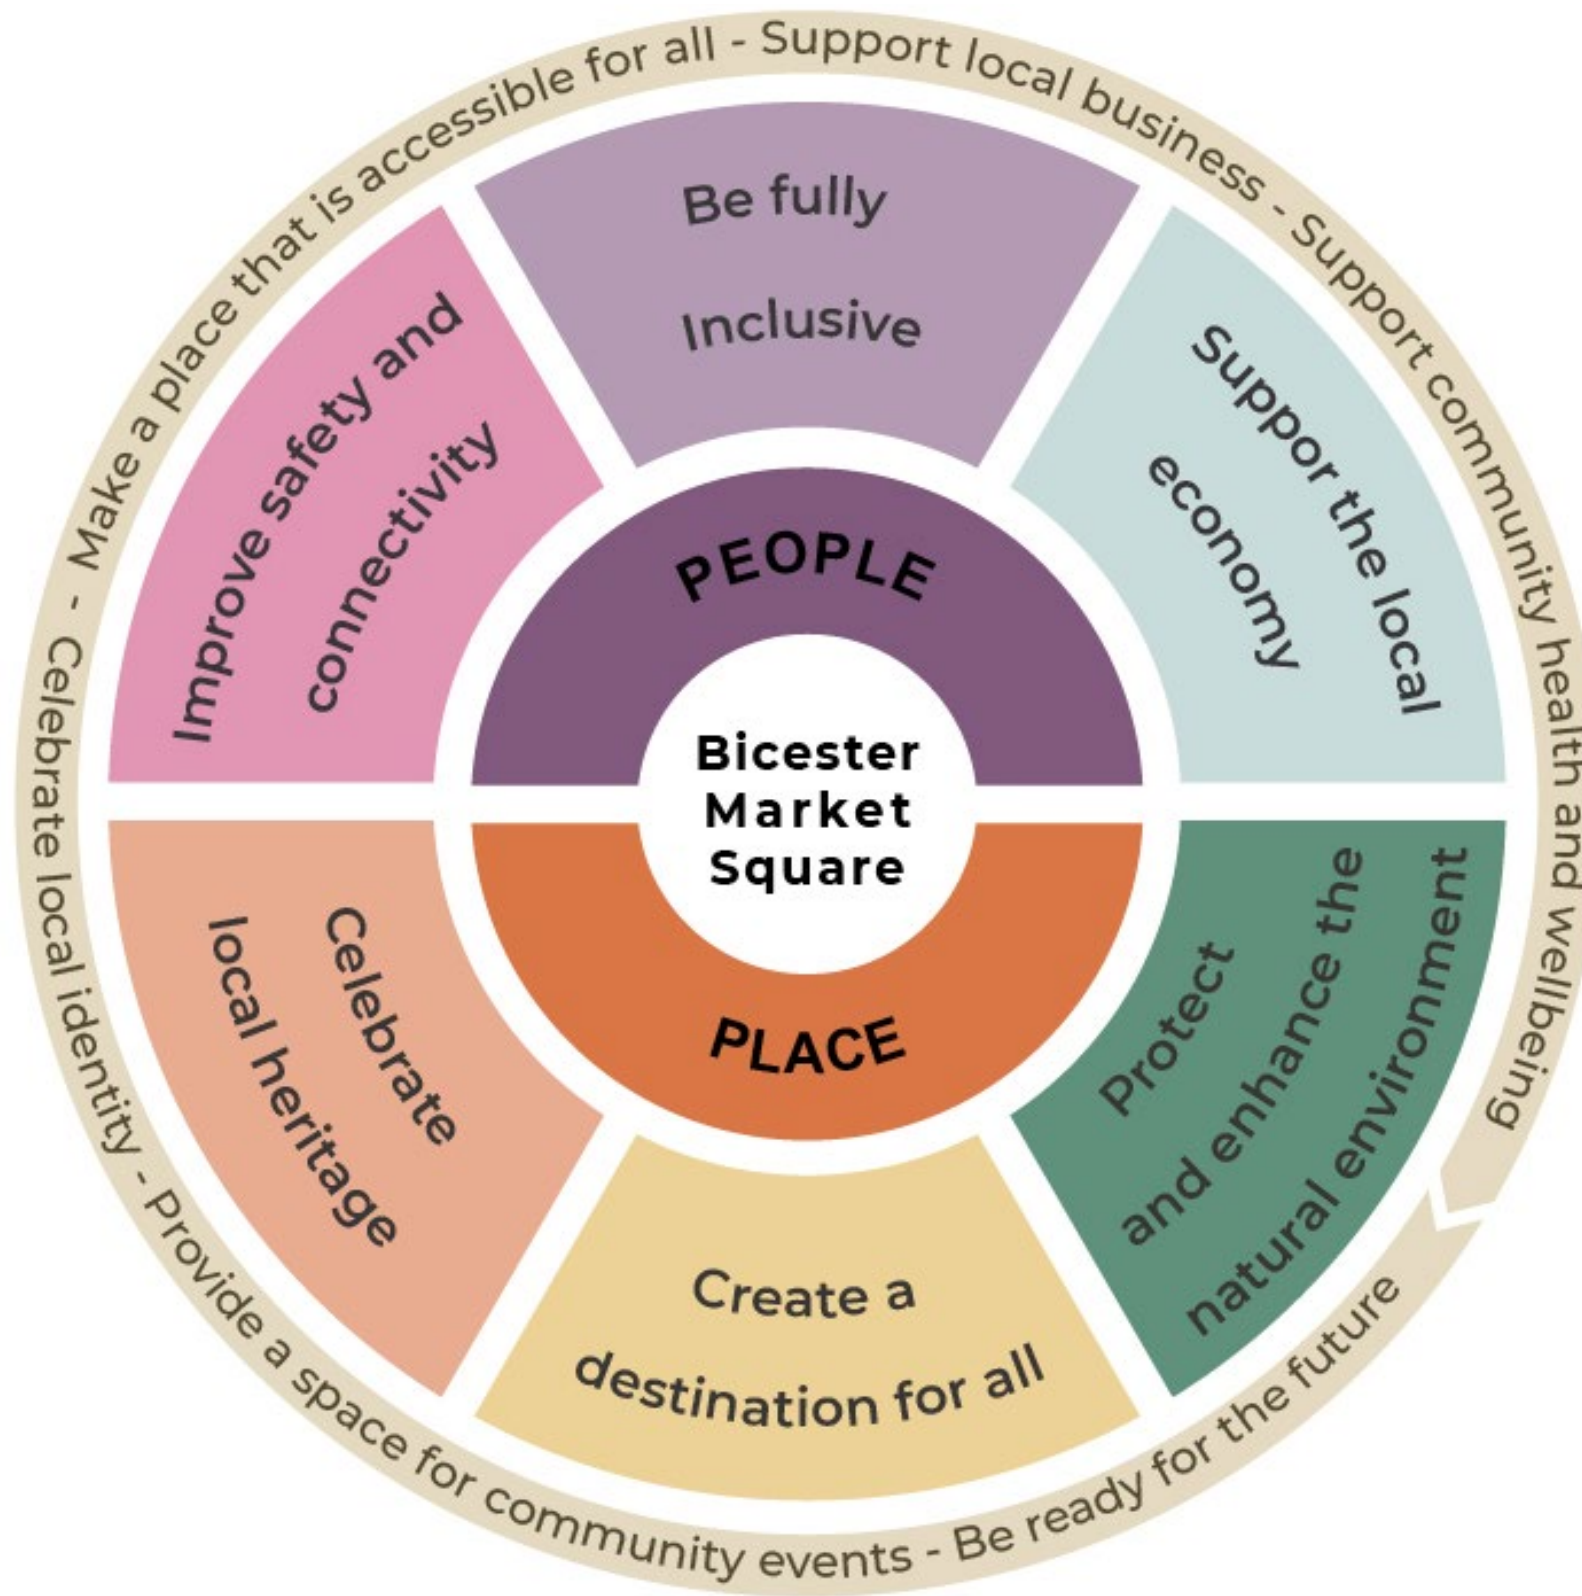 Be ready for the future - Provide a space for community events - Celebrate local identity - Make a place that is accessible for all - Support local business - Support community health and wellbeing
Be fully
Inclusive
Suppor the local
economy
Protect
and enhance the
natural environment
Create a
destination for all
Celebrate
local heritage
Improve safety and
connectivity
PEOPLE
Bicester
Market
Square
PLACE